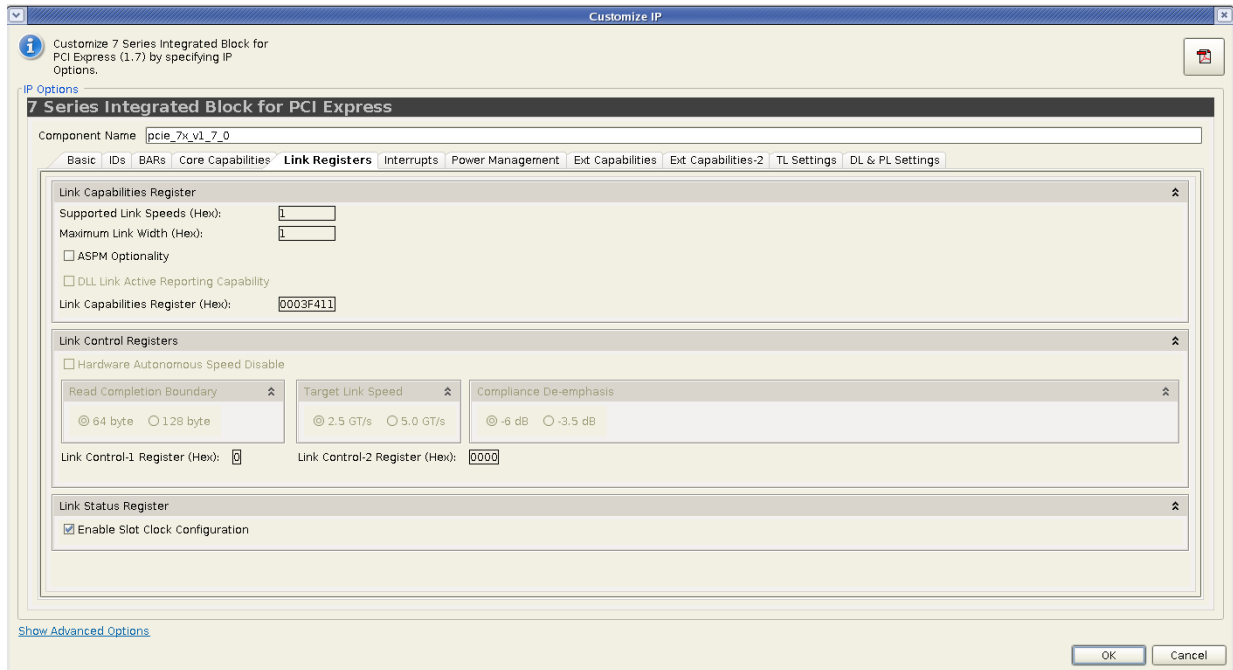 Customize IP
Customize 7 Series Integrated Block for
PCI Express (1.7) by specifying IP
Options.
IP Options
7 Series Integrated Block for PCI Express
Component Name pcie_7x_v1_7_0
Basic IDs BARs Core Capabilities Link Registers Interrupts Power Management Ext Capabilities Ext Capabilities-2 TL Settings DL & PL Settings
Link Capabilities Register
Supported Link Speeds (Hex): 1
Maximum Link Width (Hex): 1
ASPM Optionality
DLL Link Active Reporting Capability
Link Capabilities Register (Hex): 0003F411
Link Control Registers
Hardware Autonomous Speed Disable
Read Completion Boundary Target Link Speed Compliance De-emphasis
64 byte 128 byte 2.5 GT/s 5.0 GT/s -6 dB -3.5 dB
Link Control-1 Register (Hex): 0 Link Control-2 Register (Hex): 0000
Link Status Register
Enable Slot Clock Configuration
Show Advanced Options
OK Cancel